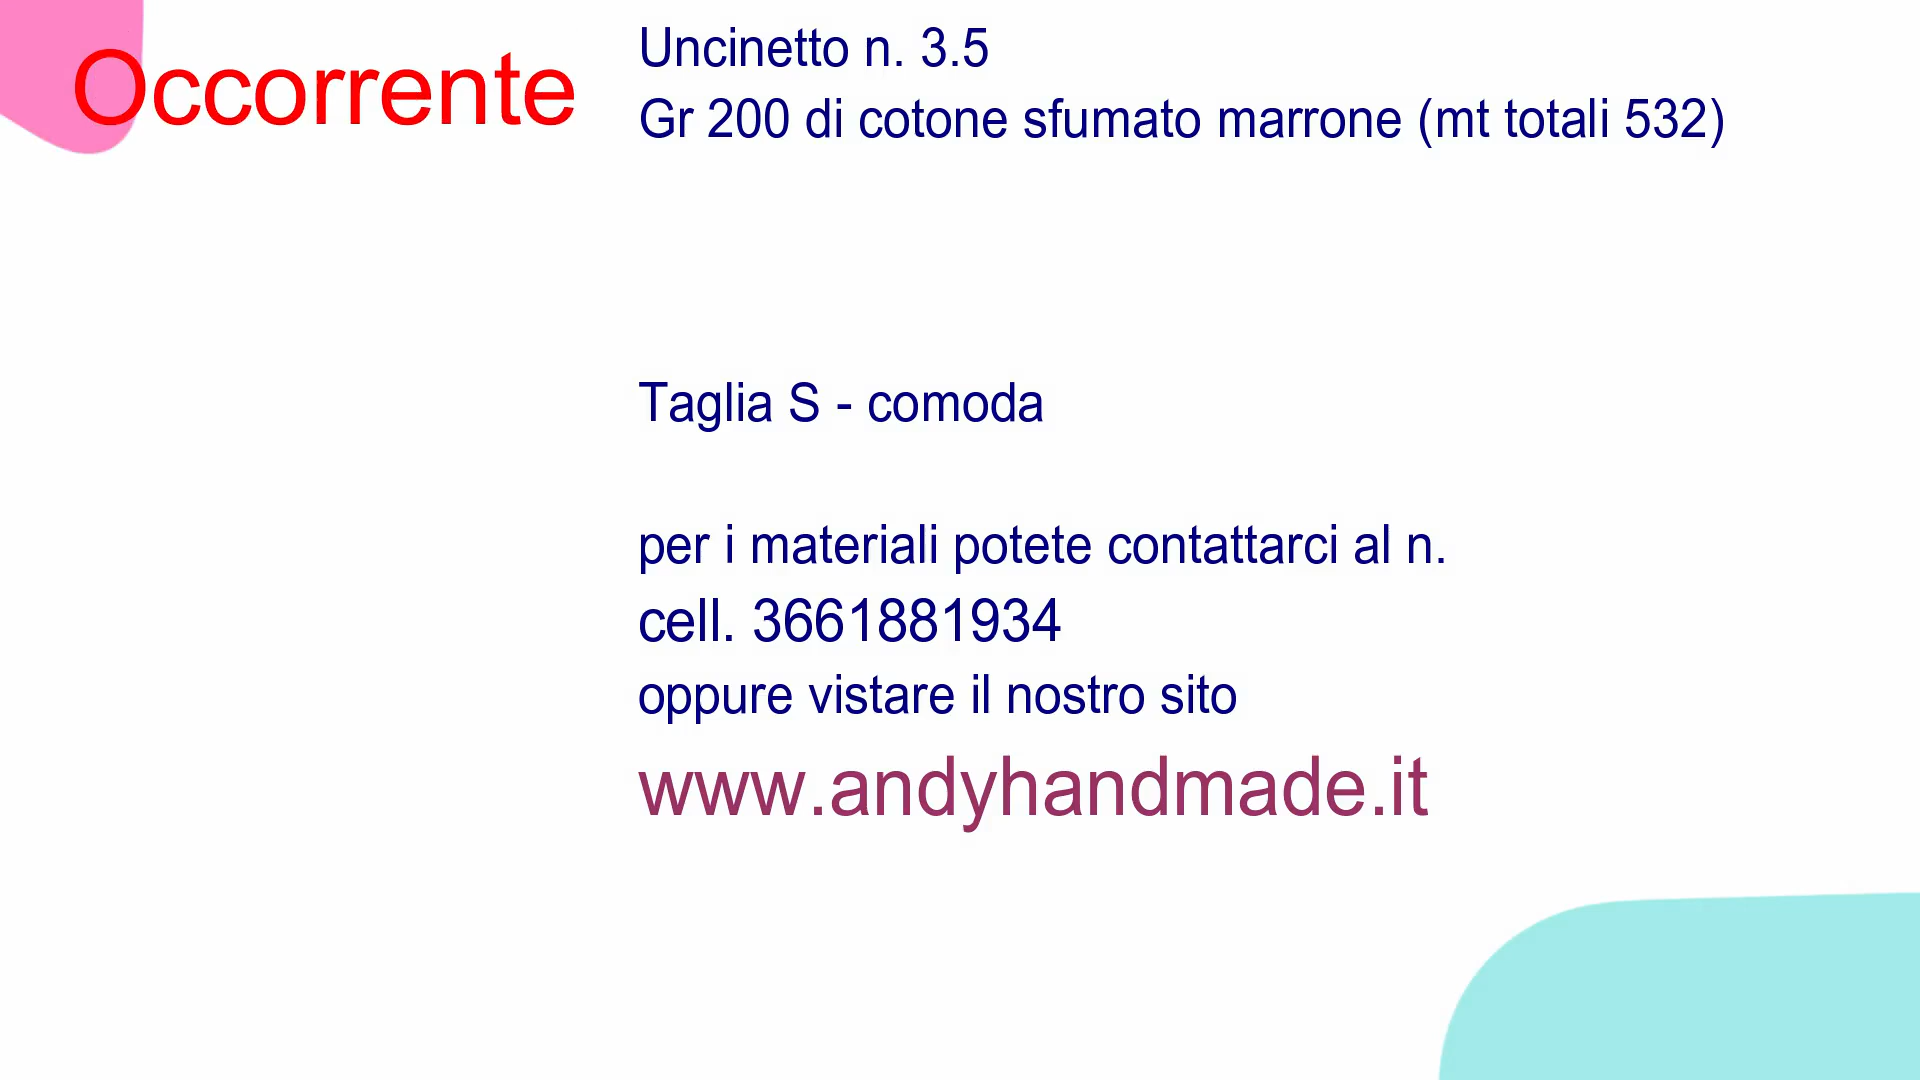 Occorrente
Uncinetto n. 3.5
Gr 200 di cotone sfumato marrone (mt totali 532)
Taglia S - comoda
per i materiali potete contattarci al n.
cell. 3661881934
oppure vistare il nostro sito
www.andyhandmade.it